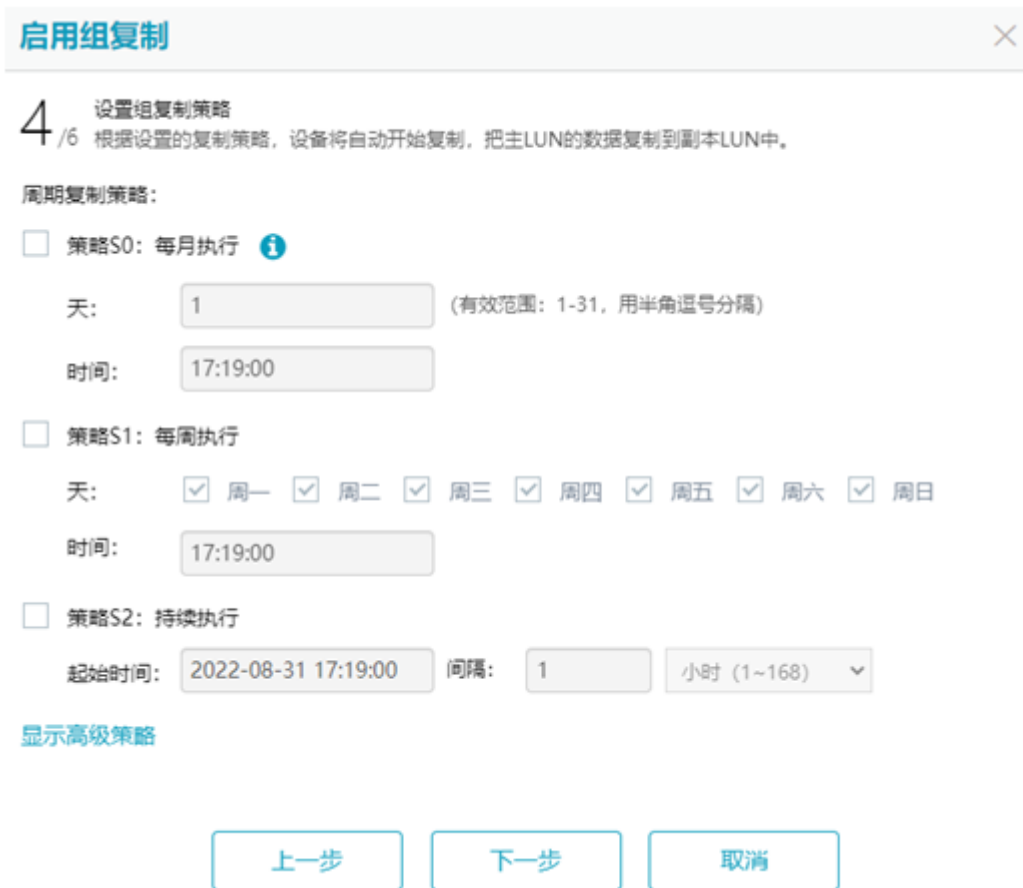 启用组复制
4/6 设置组复制策略
根据设置的复制策略，设备将自动开始复制，把主LUN的数据复制到副本LUN中。
周期复制策略：
策略S0：每月执行
天： 1 (有效范围：1-31，用半角逗号分隔)
时间： 17:19:00
策略S1：每周执行
天： 周一 周二 周三 周四 周五 周六 周日
时间： 17:19:00
策略S2：持续执行
起始时间： 2022-08-31 17:19:00 间隔： 1 小时（1~168）
显示高级策略
上一步 下一步 取消